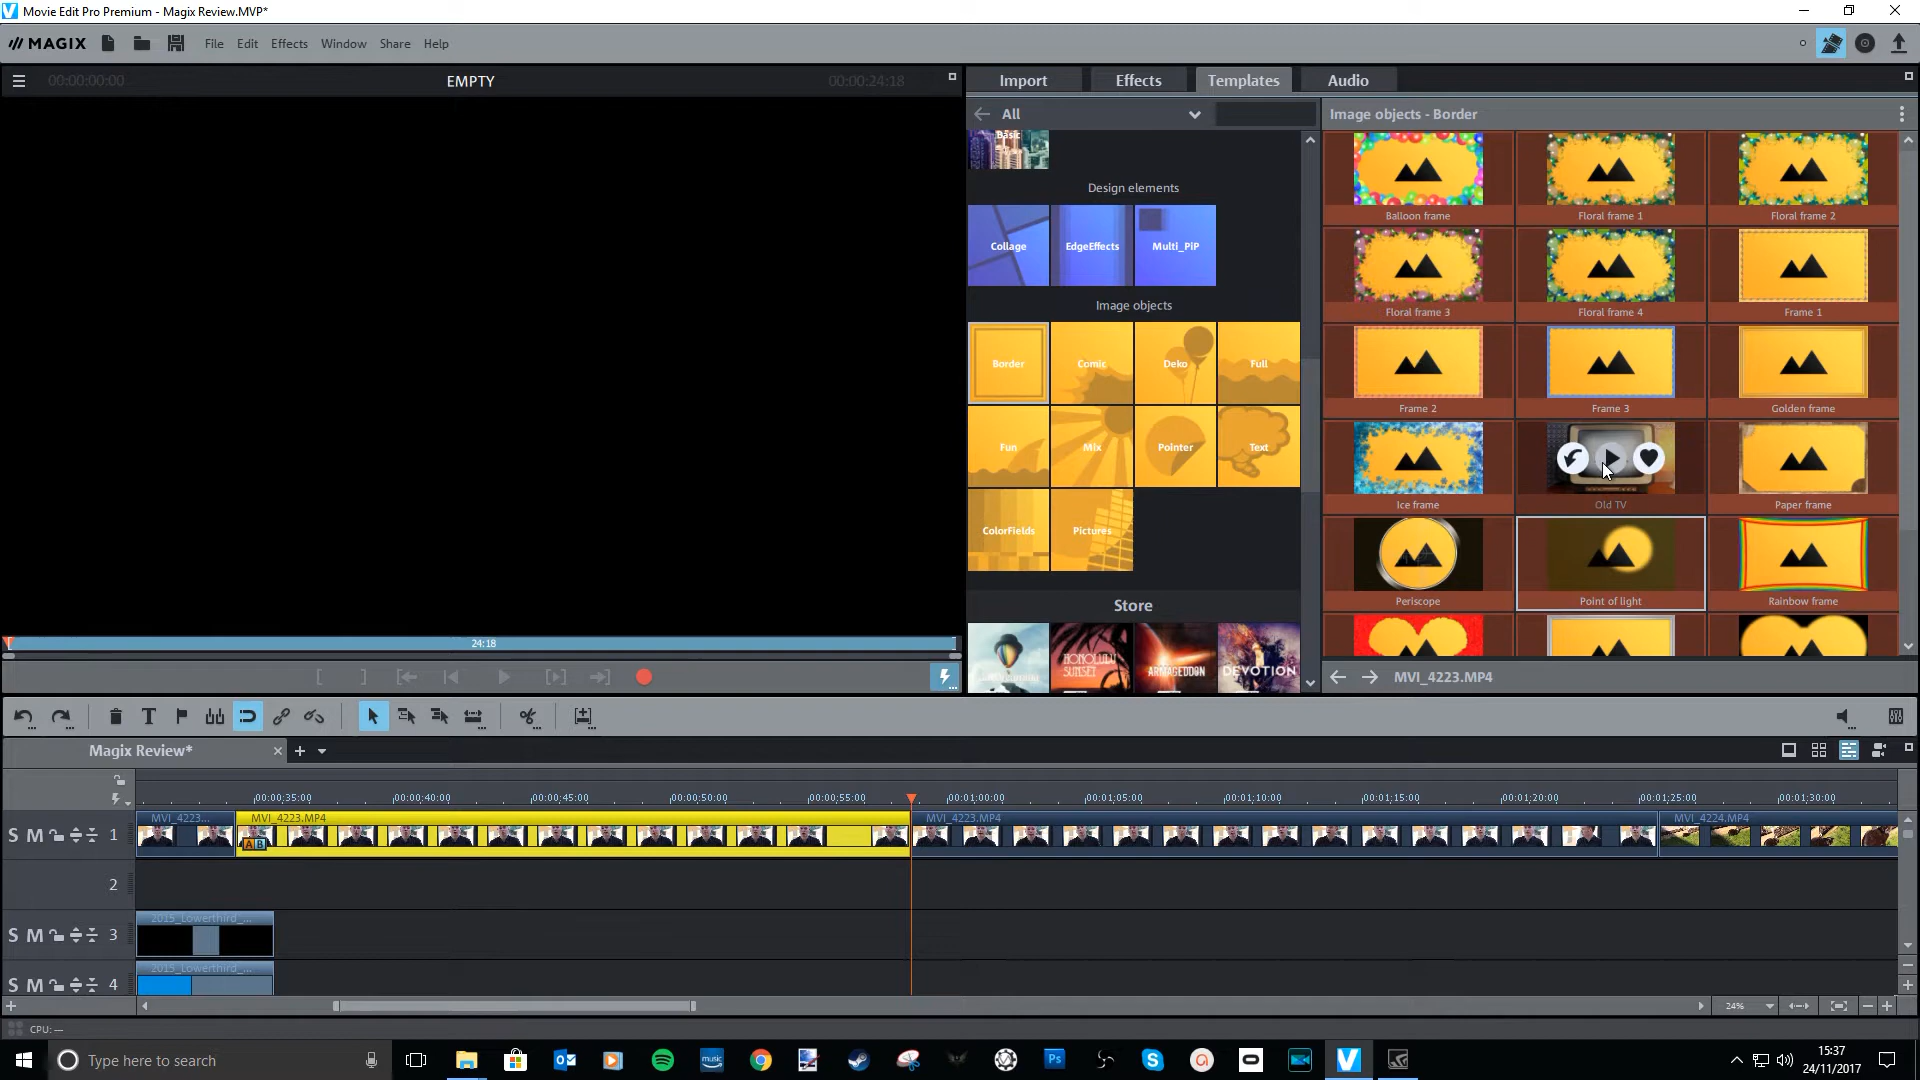 Movie Edit Pro Premium - Magix Review.MVP*
MAGIX File Edit Effects Window Share Help
00:00:00:00 EMPTY 00:00:24:18
Import Effects Templates Audio
All
Image objects - Border
Basic
Design elements
Collage EdgeEffects Multi_PiP
Image objects
Border Comic Deko Full
Fun Mix Pointer Text
ColorFields Pictures
Store
HONOLULU SUNSET
ARMAGEDDON
DEVOTION
Balloon frame Floral frame 1 Floral frame 2
Floral frame 3 Floral frame 4 Frame 1
Frame 2 Frame 3 Golden frame
Ice frame Old TV Paper frame
Periscope Point of light Rainbow frame
24:18
MVI_4223.MP4
Magix Review*
00:00:35:00 00:00:40:00 00:00:45:00 00:00:50:00 00:00:55:00 00:01:00:00 00:01:05:00 00:01:10:00 00:01:15:00 00:01:20:00 00:01:25:00 00:01:30:00
MVI_4223... MVI_4223.MP4 MVI_4223.MP4 MVI_4224.MP4
S M 1
A B
2
2015_Lowerthird_...
S M 3
2015_Lowerthird_...
S M 4
24%
CPU: —
Type here to search
Ps
15:37
24/11/2017